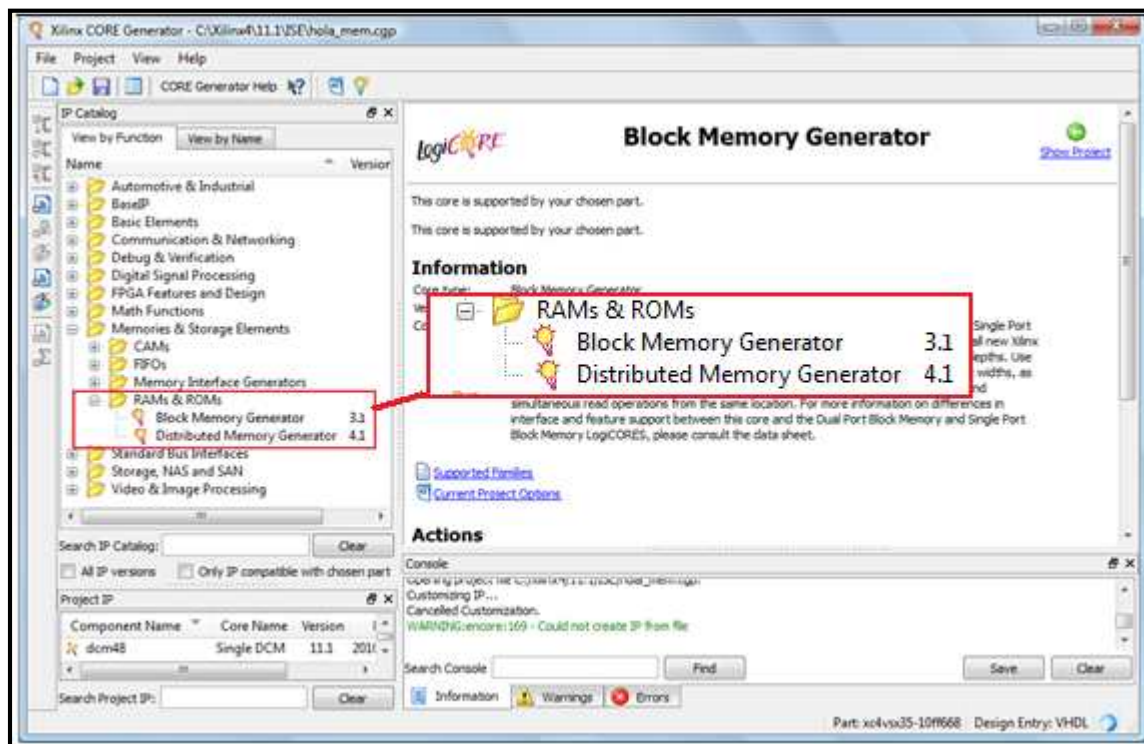 Xilinx CORE Generator - C:\Xilinx4\11.1\ISE\hola_mem.cgp
File Project View Help
CORE Generator Help
IP Catalog
View by Function View by Name
Name Version
Automotive & Industrial
BaseIP
Basic Elements
Communication & Networking
Debug & Verification
Digital Signal Processing
FPGA Features and Design
Math Functions
Memories & Storage Elements
CAMs
FIFOs
Memory Interface Generators
RAMs & ROMs
Block Memory Generator 3.1
Distributed Memory Generator 4.1
Standard Bus Interfaces
Storage, NAS and SAN
Video & Image Processing
Search IP Catalog: Clear
All IP versions Only IP compatible with chosen part
Project IP
Component Name Core Name Version
dcm48 Single DCM 11.1
Search Project IP: Clear
logiCORE
Block Memory Generator
Show Project
This core is supported by your chosen part.
This core is supported by your chosen part.
Information
Core type: Block Memory Generator
RAMs & ROMs
Block Memory Generator 3.1
Distributed Memory Generator 4.1
Single Port
all new Xilinx
depths. Use
widths, as
and
simultaneous read operations from the same location. For more information on differences in
interface and feature support between this core and the Dual Port Block Memory and Single Port
Block Memory LogiCORES, please consult the data sheet.
Supported Families
Current Project Options
Actions
Console
Customizing IP...
Cancelled Customization.
WARNING:encore:169 - Could not create IP from file
Search Console Find Save Clear
Information Warnings Errors
Part: xc4vsx35-10ff668 Design Entry: VHDL